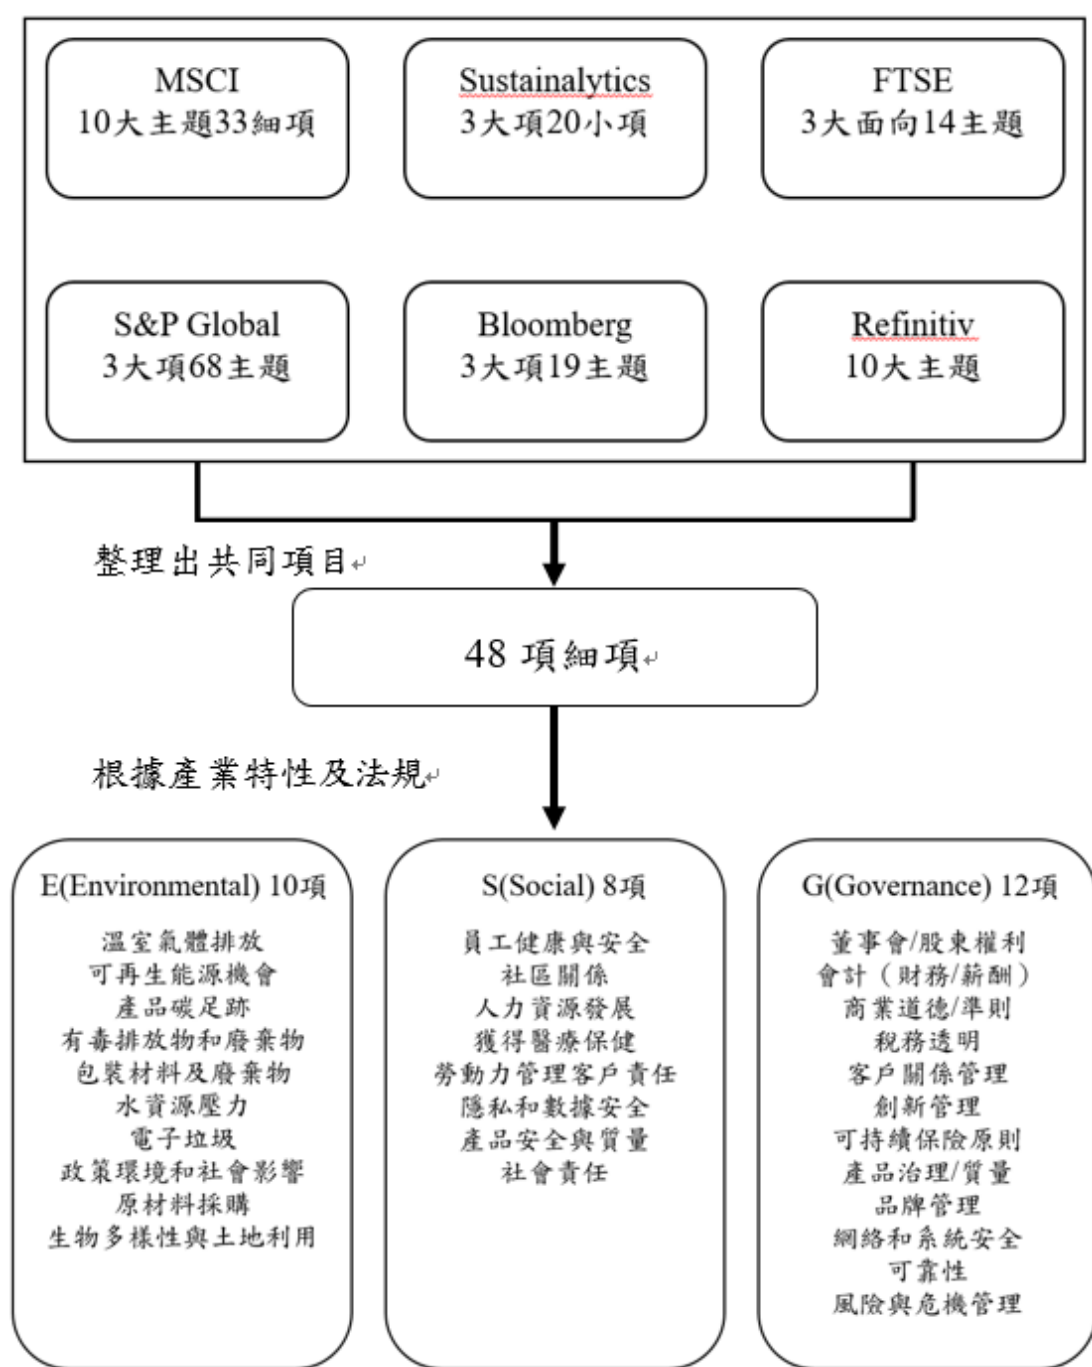 MSCI
10大主題33細項
Sustainalytics
3大項20小項
FTSE
3大面向14主題
S&P Global
3大項68主題
Bloomberg
3大項19主題
Refinitiv
10大主題
整理出共同項目
48 項細項
根據產業特性及法規
E(Environmental) 10項
溫室氣體排放
可再生能源機會
產品碳足跡
有毒排放物和廢棄物
包裝材料及廢棄物
水資源壓力
電子垃圾
政策環境和社會影響
原材料採購
生物多樣性與土地利用
S(Social) 8項
員工健康與安全
社區關係
人力資源發展
獲得醫療保健
勞動力管理客戶責任
隱私和數據安全
產品安全與質量
社會責任
G(Governance) 12項
董事會/股東權利
會計（財務/薪酬）
商業道德/準則
稅務透明
客戶關係管理
創新管理
可持續保險原則
產品治理/質量
品牌管理
網絡和系統安全
可靠性
風險與危機管理